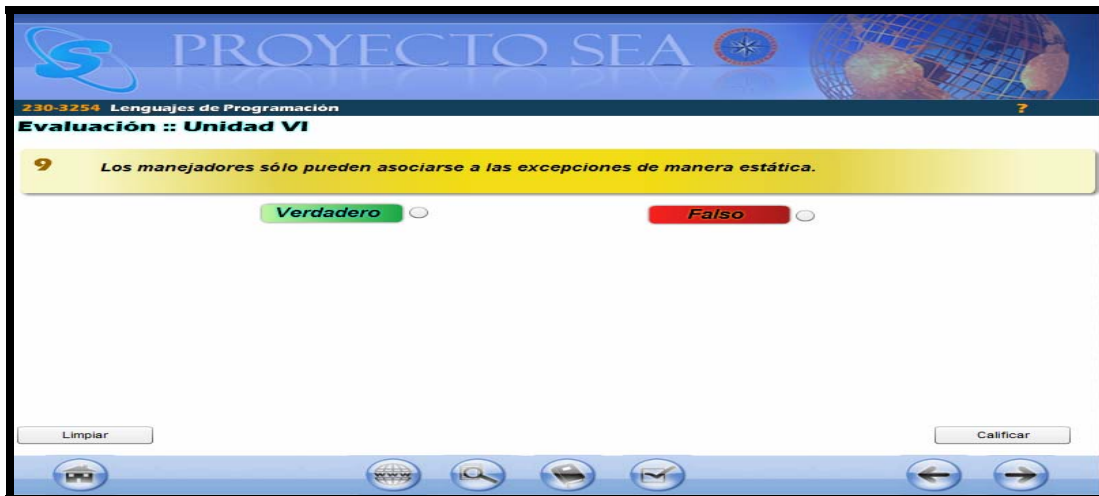 PROYECTO SEA
230-3254 Lenguajes de Programación
?
Evaluación :: Unidad VI
9 Los manejadores sólo pueden asociarse a las excepciones de manera estática.
Verdadero Falso
Limpiar Calificar
www